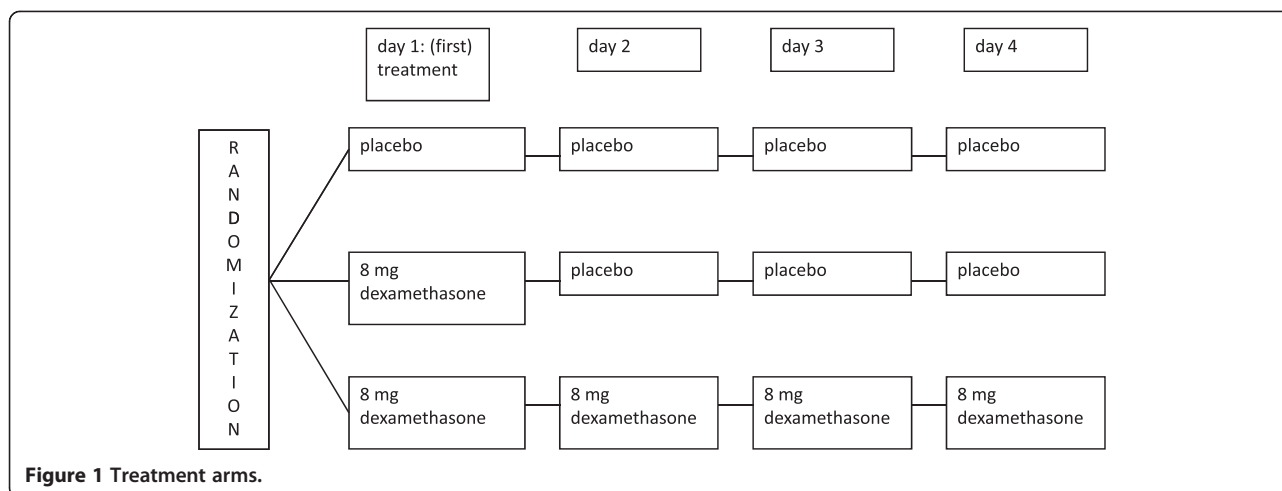 day 1: (first)
treatment
day 2
day 3
day 4
R
A
N
D
O
M
I
Z
A
T
I
O
N
placebo
placebo
placebo
placebo
8 mg
dexamethasone
placebo
placebo
placebo
8 mg
dexamethasone
8 mg
dexamethasone
8 mg
dexamethasone
8 mg
dexamethasone
Figure 1 Treatment arms.